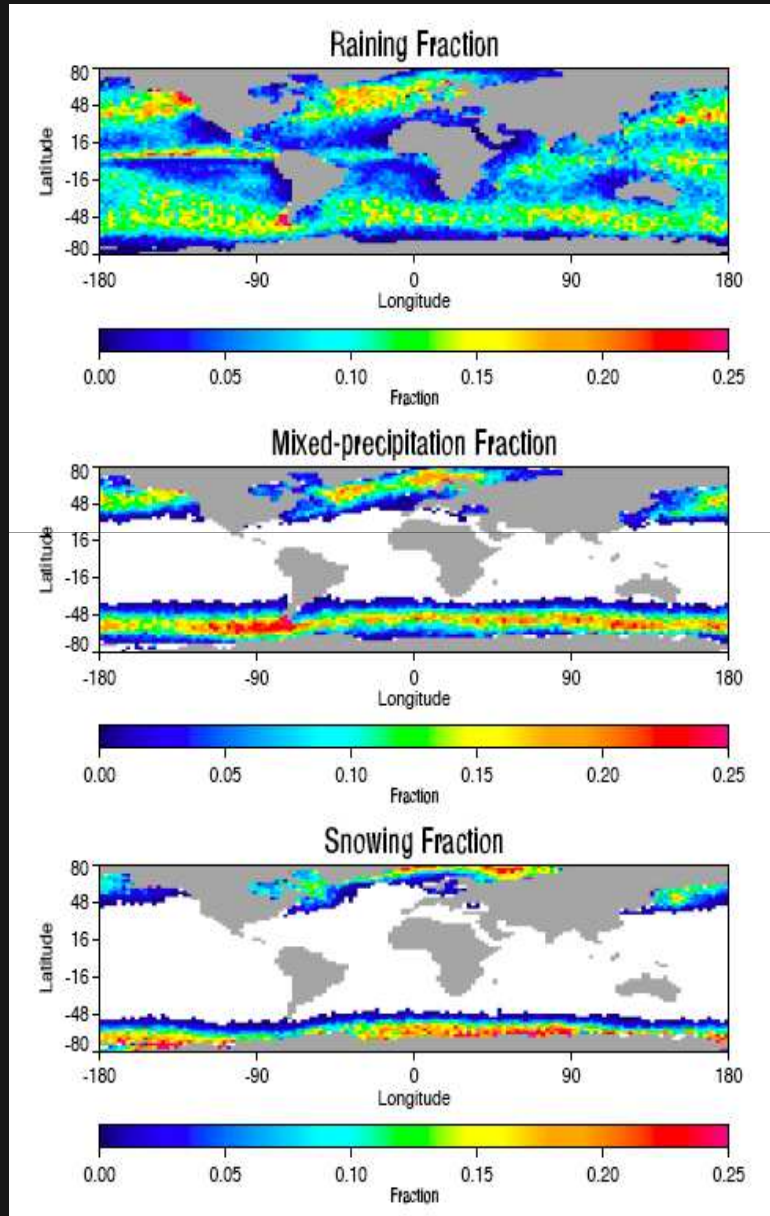 Raining Fraction
80
48
16
-16
-48
-80
Latitude
-180 -90 0 90 180
Longitude
0.00 0.05 0.10 0.15 0.20 0.25
Fraction
Mixed-precipitation Fraction
80
48
16
-16
-48
-80
Latitude
-180 -90 0 90 180
Longitude
0.00 0.05 0.10 0.15 0.20 0.25
Fraction
Snowing Fraction
80
48
16
-16
-48
-80
Latitude
-180 -90 0 90 180
Longitude
0.00 0.05 0.10 0.15 0.20 0.25
Fraction